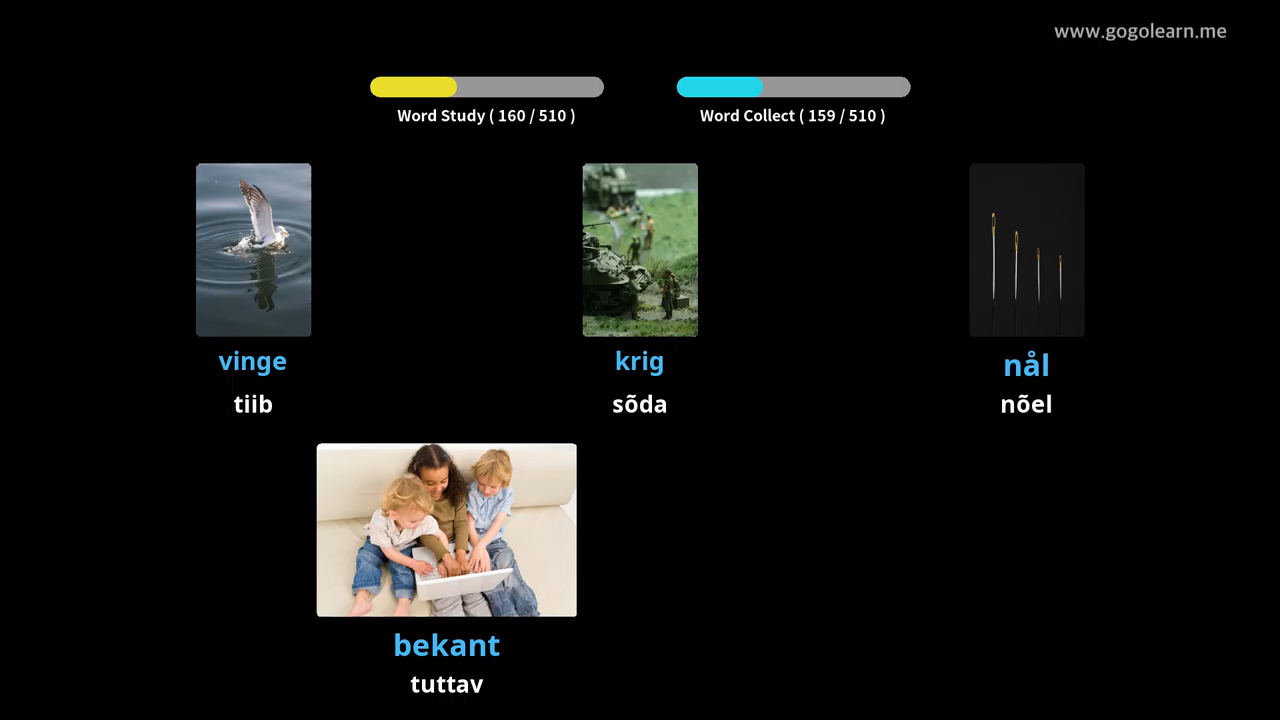 www.gogolearn.me
Word Study ( 160 / 510 )
Word Collect ( 159 / 510 )
vinge
krig
nål
tiib
sõda
nõel
bekant
tuttav